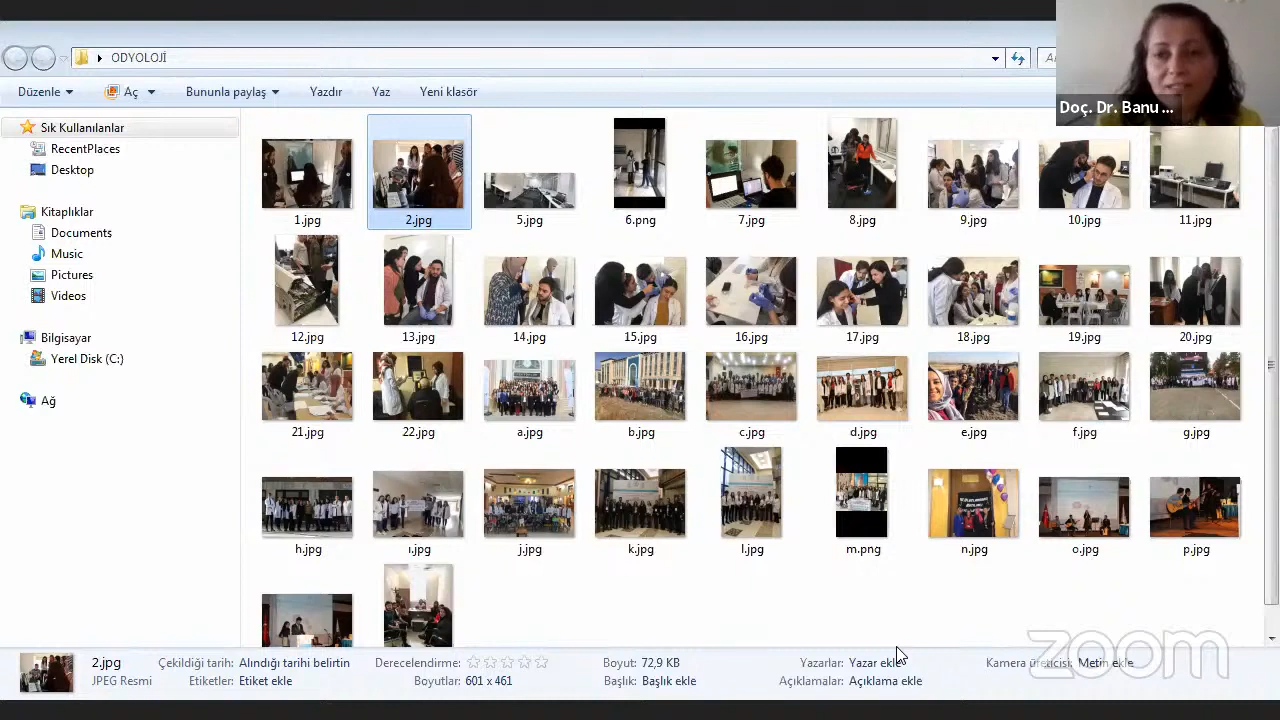 ODYOLOJİ
Doç. Dr. Banu ...
Düzenle
Aç
Bununla paylaş
Yazdır
Yaz
Yeni klasör
Sık Kullanılanlar
RecentPlaces
Desktop
Kitaplıklar
Documents
Music
Pictures
Videos
Bilgisayar
Yerel Disk (C:)
Ağ
1.jpg
2.jpg
5.jpg
6.png
7.jpg
8.jpg
9.jpg
10.jpg
11.jpg
12.jpg
13.jpg
14.jpg
15.jpg
16.jpg
17.jpg
18.jpg
19.jpg
20.jpg
21.jpg
22.jpg
a.jpg
b.jpg
c.jpg
d.jpg
e.jpg
f.jpg
g.jpg
h.jpg
ı.jpg
j.jpg
k.jpg
l.jpg
m.png
n.jpg
o.jpg
p.jpg
2.jpg
Çekildiği tarih: Alındığı tarihi belirtin
Derecelendirme:
Boyut: 72,9 KB
Yazarlar: Yazar ekle
Kamera üreticisi: Metin ekle
JPEG Resmi
Etiketler: Etiket ekle
Boyutlar: 601 x 461
Başlık: Başlık ekle
Açıklamalar: Açıklama ekle
zoom